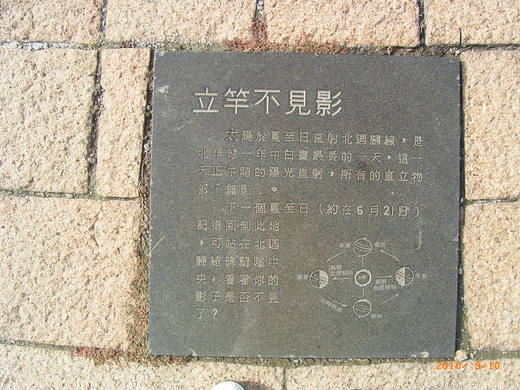 立竿不見影
太陽於夏至日直射北迴歸線，是
北半球一年中白晝最長的一天，這一
天正午時的陽光直射，所有的直立物
都「無影」。
下一個夏至日（約在6月21日）
記得回到此地
，可站在北迴
歸線磚縫隙中
央，看看你的
影子是否不見
了？
2010/ 9/10